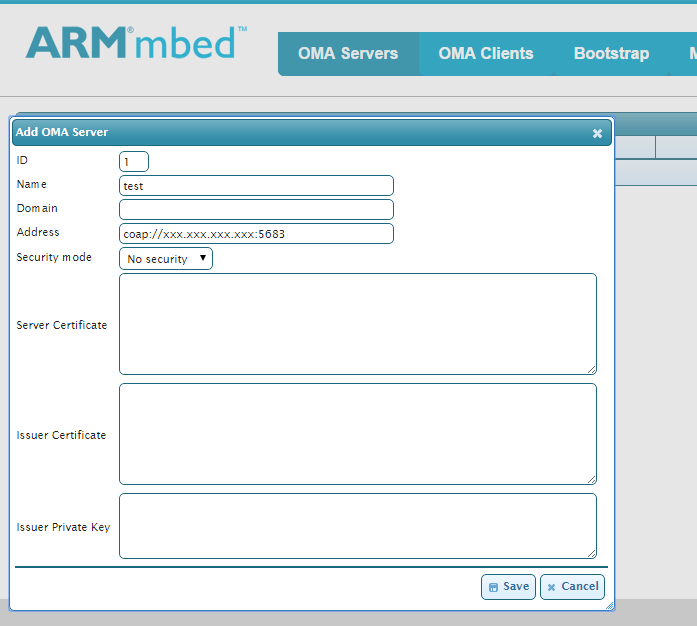 ARM®mbed™
OMA Servers OMA Clients Bootstrap
Add OMA Server
ID 1
Name test
Domain
Address coap://xxx.xxx.xxx.xxx:5683
Security mode No security
Server Certificate
Issuer Certificate
Issuer Private Key
Save Cancel